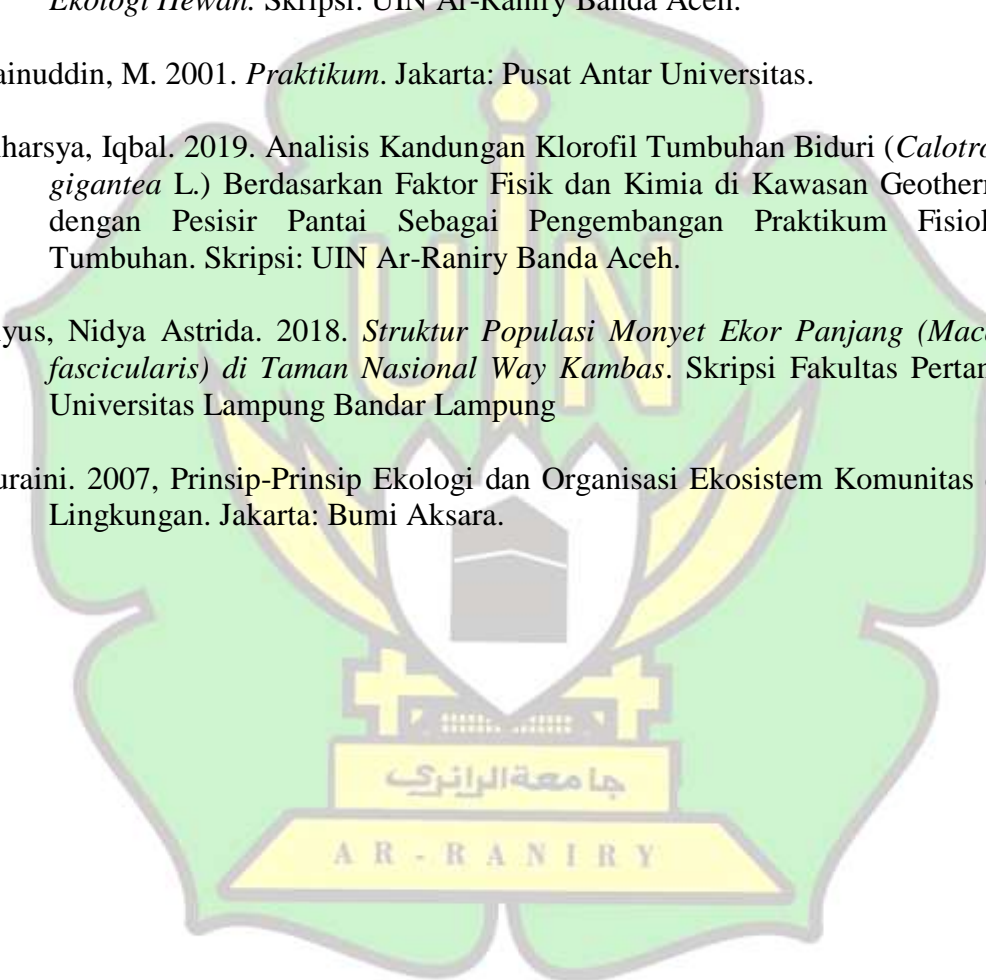 Ekologi Hewan. Skripsi. UIN Ar-Raniry Banda Aceh.
ainuddin, M. 2001. Praktikum. Jakarta: Pusat Antar Universitas.
harsya, Iqbal. 2019. Analisis Kandungan Klorofil Tumbuhan Biduri (Calotro
gigantea L.) Berdasarkan Faktor Fisik dan Kimia di Kawasan Geotherm
dengan Pesisir Pantai Sebagai Pengembangan Praktikum Fisiol
Tumbuhan. Skripsi: UIN Ar-Raniry Banda Aceh.
yus, Nidya Astrida. 2018. Struktur Populasi Monyet Ekor Panjang (Maca
fascicularis) di Taman Nasional Way Kambas. Skripsi Fakultas Pertan
Universitas Lampung Bandar Lampung
uraini. 2007, Prinsip-Prinsip Ekologi dan Organisasi Ekosistem Komunitas
Lingkungan. Jakarta: Bumi Aksara.
UIN
جامعة الرانري
AR-RANIRY